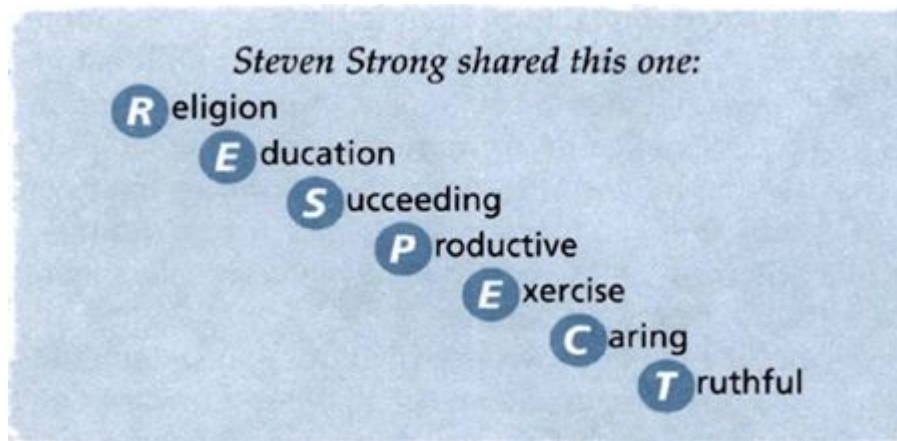 Steven Strong shared this one:
Religion
Education
Succeeding
Productive
Exercise
Caring
Truthful